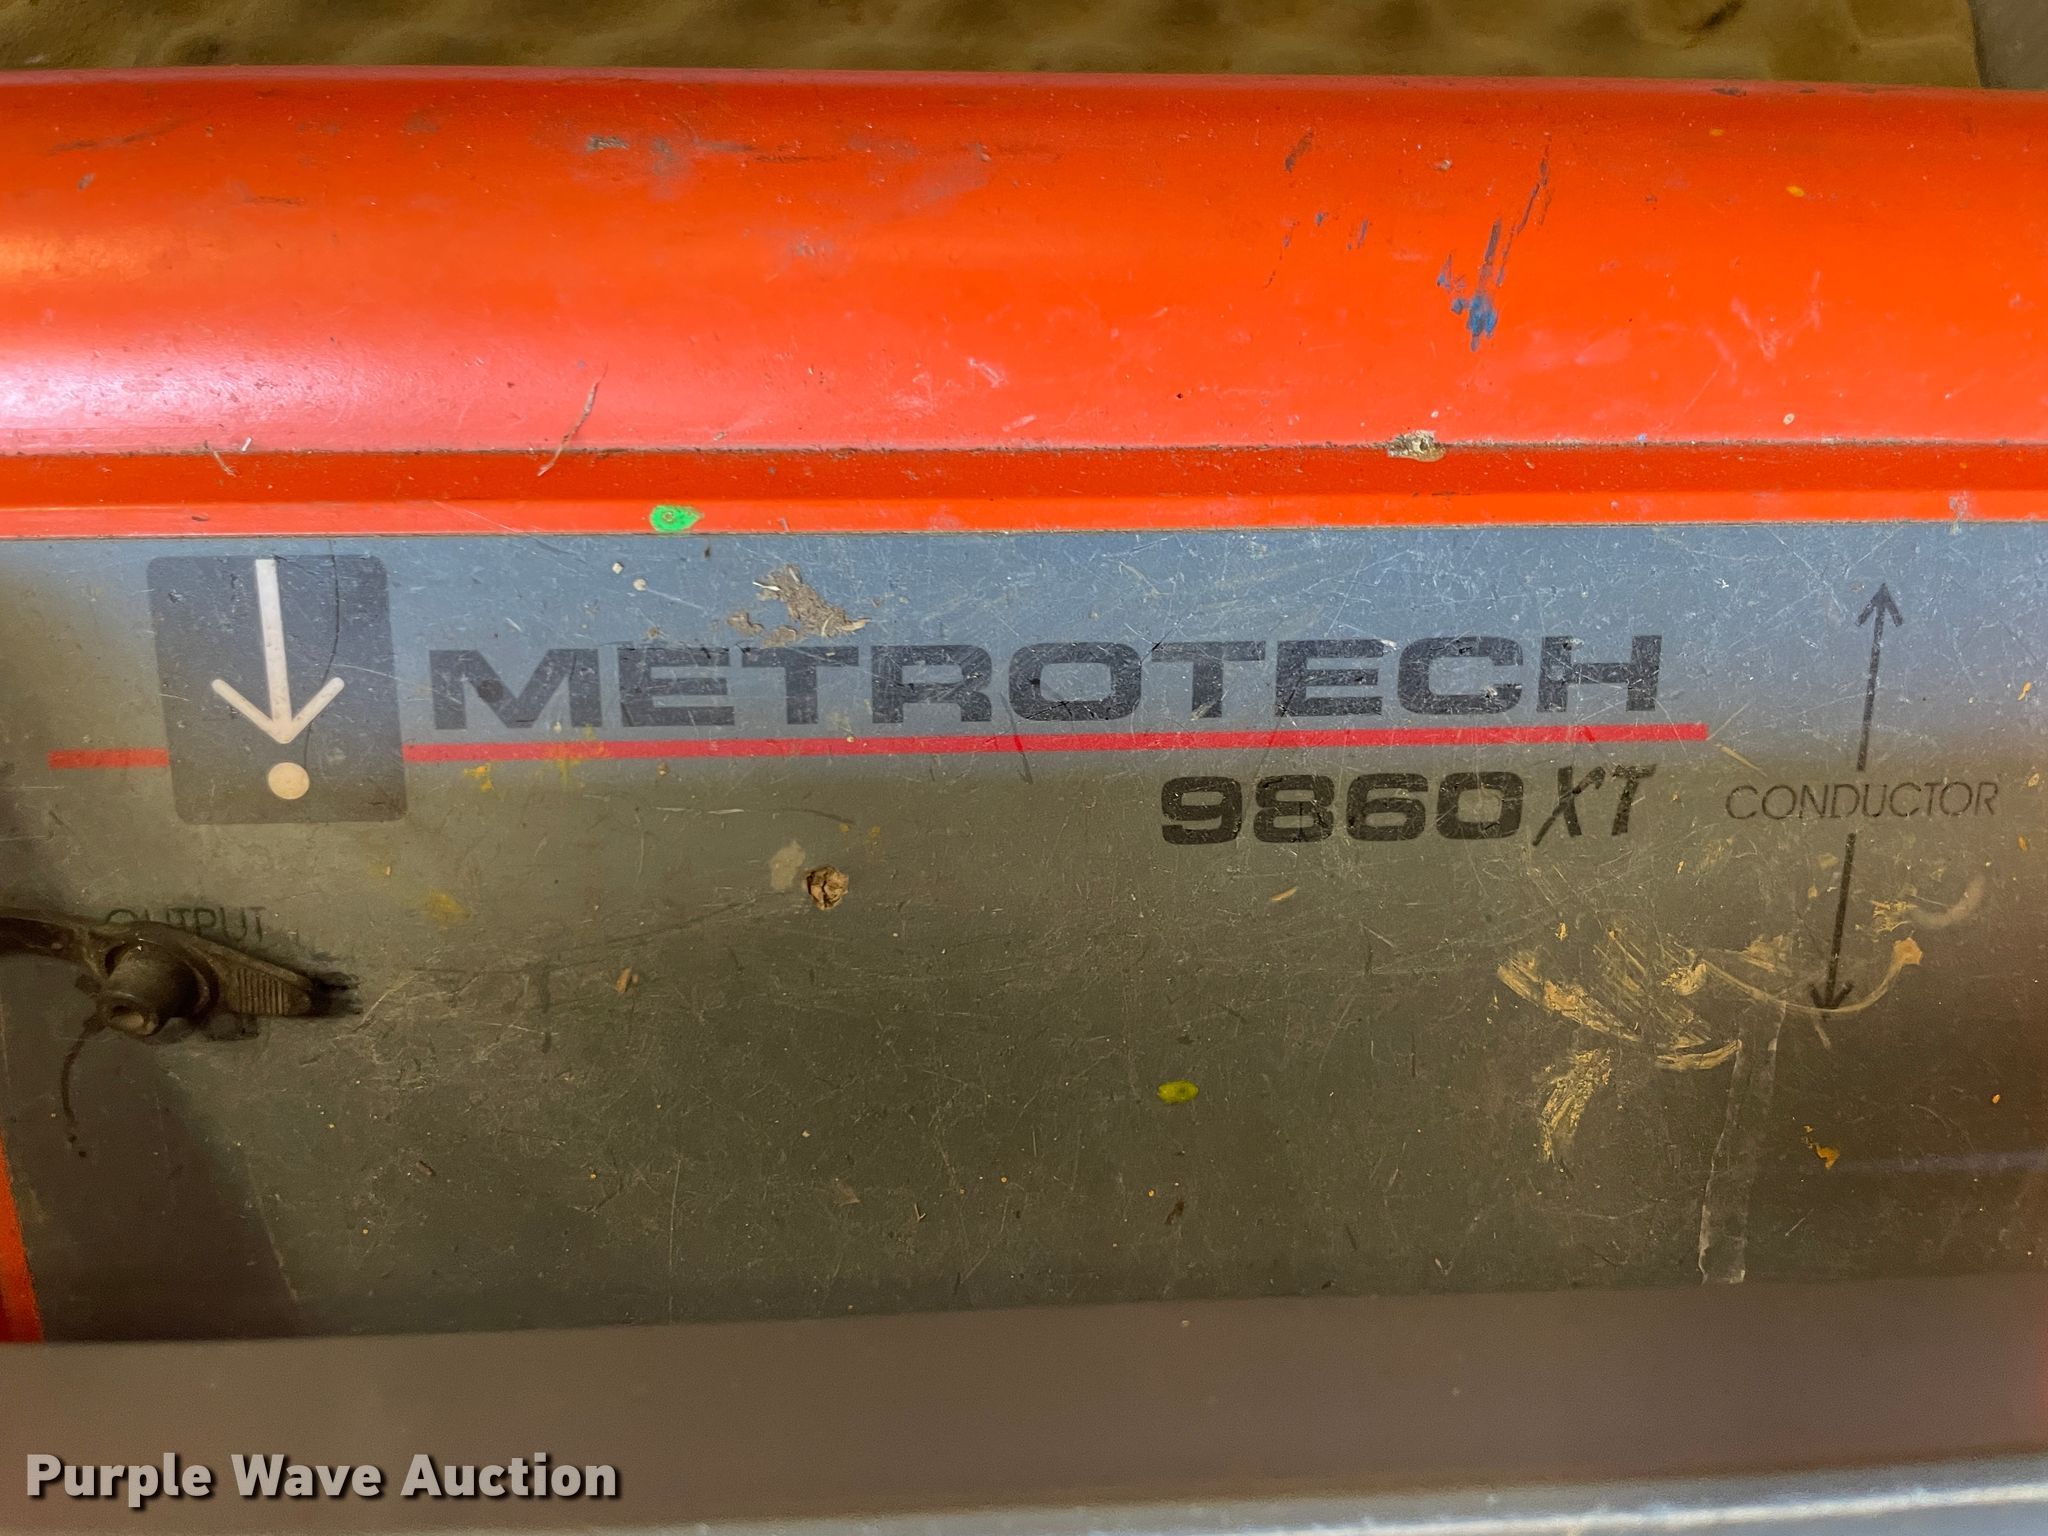 METROTECH
9860XT
CONDUCTOR
OUTPUT
Purple Wave Auction